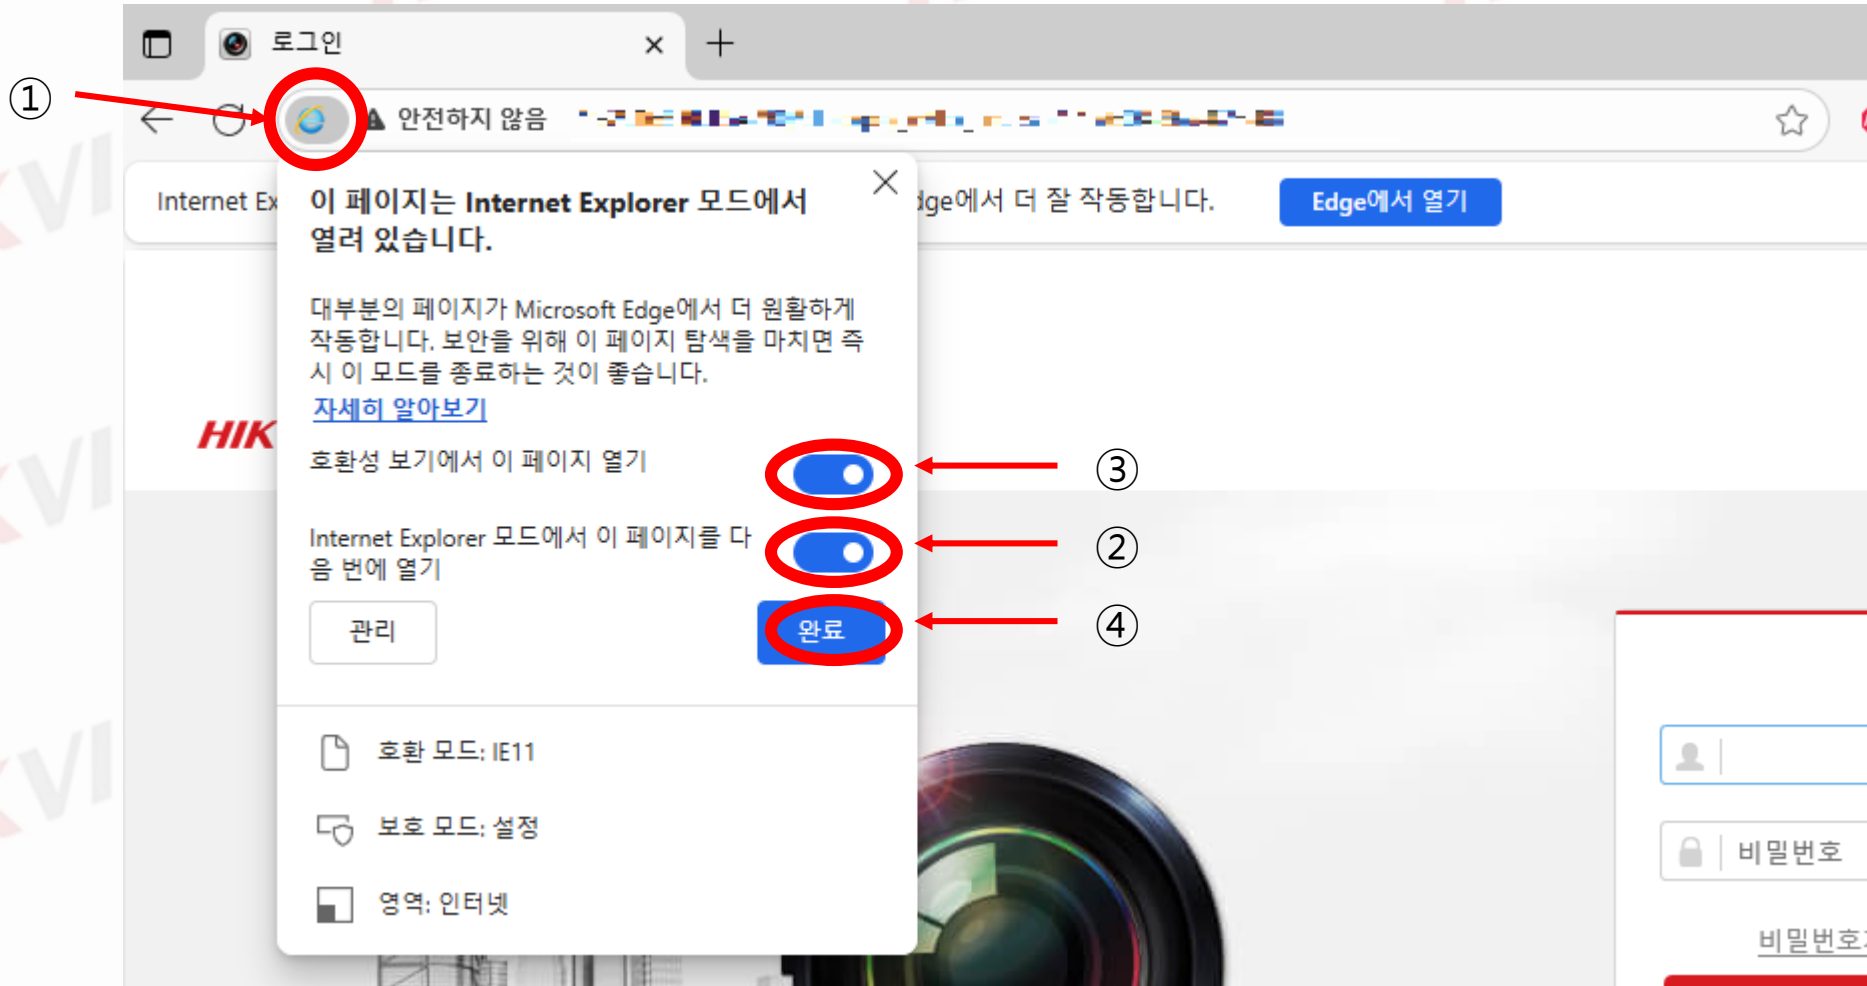 로그인
①
안전하지 않음
Internet Ex
dge에서 더 잘 작동합니다.
Edge에서 열기
이 페이지는 Internet Explorer 모드에서
열려 있습니다.
대부분의 페이지가 Microsoft Edge에서 더 원활하게
작동합니다. 보안을 위해 이 페이지 탐색을 마치면 즉
시 이 모드를 종료하는 것이 좋습니다.
자세히 알아보기
HIK
호환성 보기에서 이 페이지 열기
③
Internet Explorer 모드에서 이 페이지를 다
음 번에 열기
②
관리
완료
④
호환 모드: IE11
보호 모드: 설정
영역: 인터넷
비밀번호
비밀번호